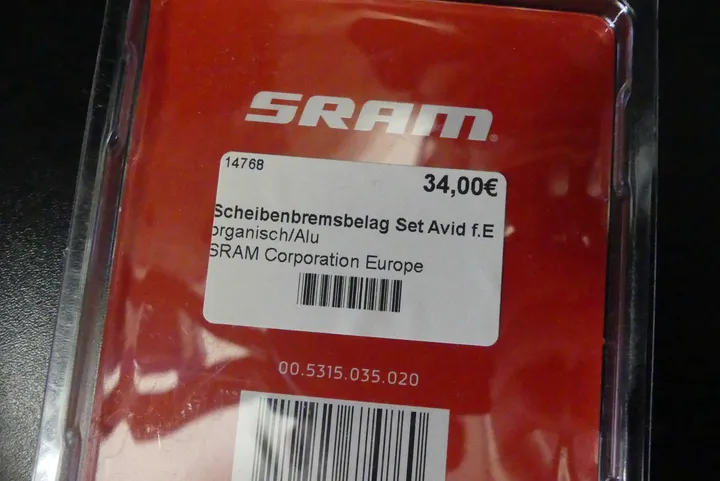 SRAM
14768
34,00€
Scheibenbremsbelag Set Avid f.E
organisch/Alu
SRAM Corporation Europe
00.5315.035.020